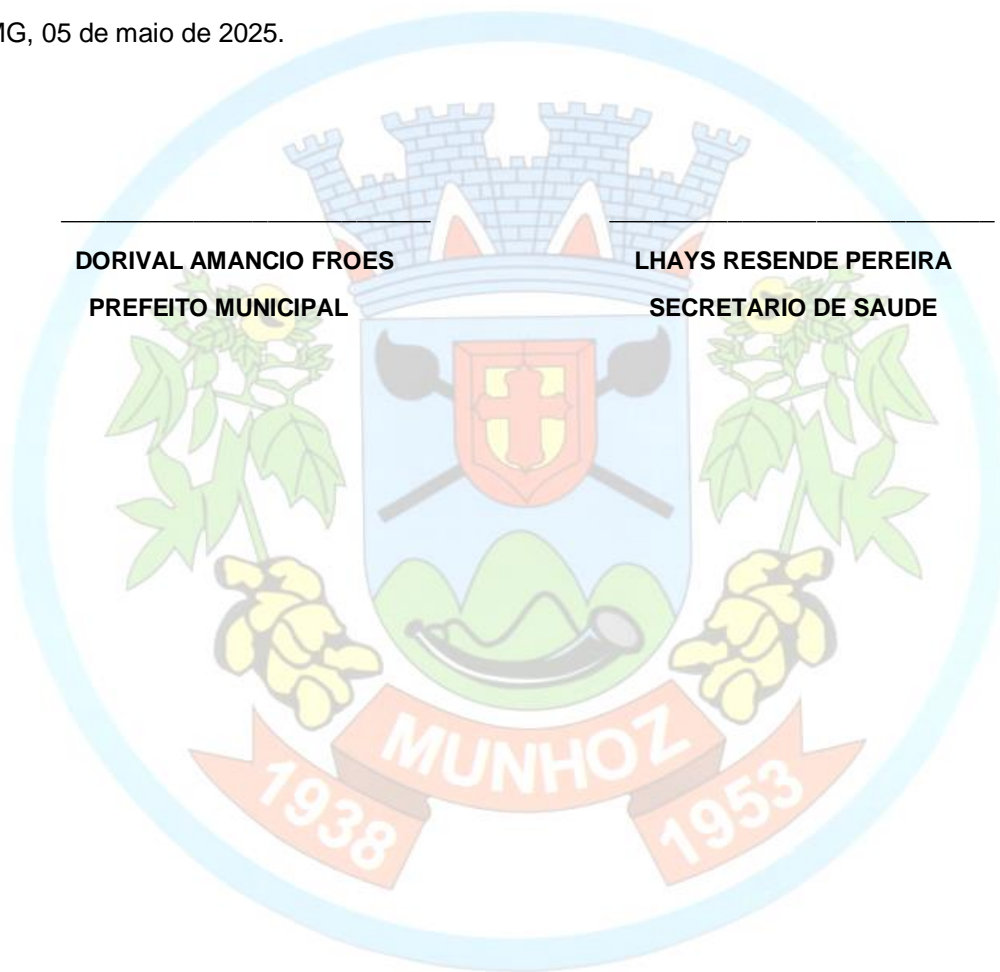 MG, 05 de maio de 2025.
DORIVAL AMANCIO FROES
LHAYS RESENDE PEREIRA
PREFEITO MUNICIPAL
SECRETARIO DE SAUDE
MUNHOZ
1938
1953